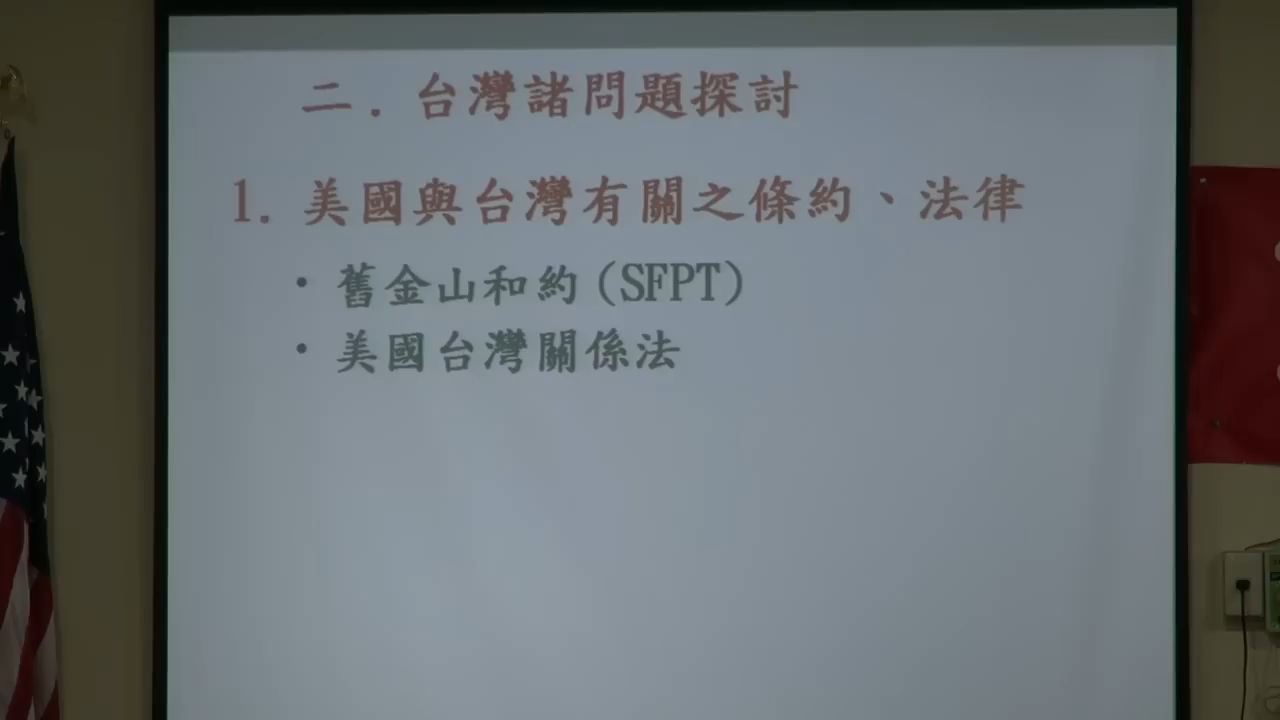 二. 台灣諸問題探討
1. 美國與台灣有關之條約、法律
• 舊金山和約(SFPT)
• 美國台灣關係法